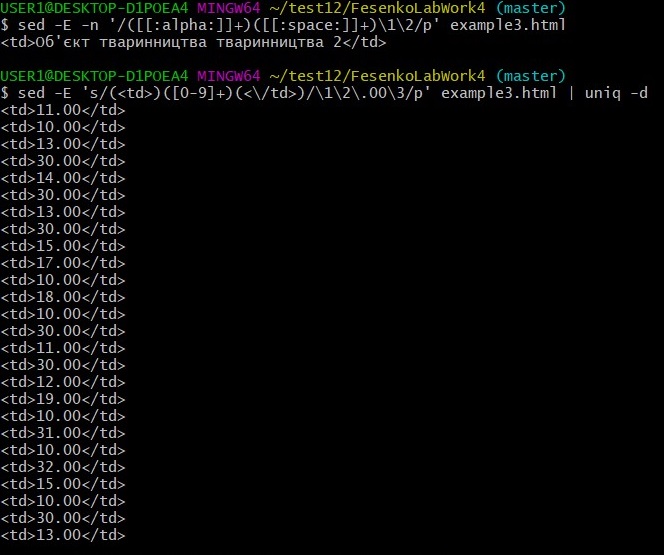 USER1@DESKTOP-D1POEA4 MINGW64 ~/test12/FesenkoLabWork4 (master)
$ sed -E -n '/([[:alpha:]]+)([[:space:]]+)\1\2/p' example3.html
<td>Об'єкт тваринництва тваринництва 2</td>
USER1@DESKTOP-D1POEA4 MINGW64 ~/test12/FesenkoLabWork4 (master)
$ sed -E 's/(<td>)([0-9]+)(<\/td>)/\1\2\.00\3/p' example3.html | uniq -d
<td>11.00</td>
<td>10.00</td>
<td>13.00</td>
<td>30.00</td>
<td>14.00</td>
<td>30.00</td>
<td>13.00</td>
<td>30.00</td>
<td>15.00</td>
<td>17.00</td>
<td>10.00</td>
<td>18.00</td>
<td>10.00</td>
<td>30.00</td>
<td>11.00</td>
<td>30.00</td>
<td>12.00</td>
<td>19.00</td>
<td>10.00</td>
<td>31.00</td>
<td>10.00</td>
<td>32.00</td>
<td>15.00</td>
<td>10.00</td>
<td>30.00</td>
<td>13.00</td>